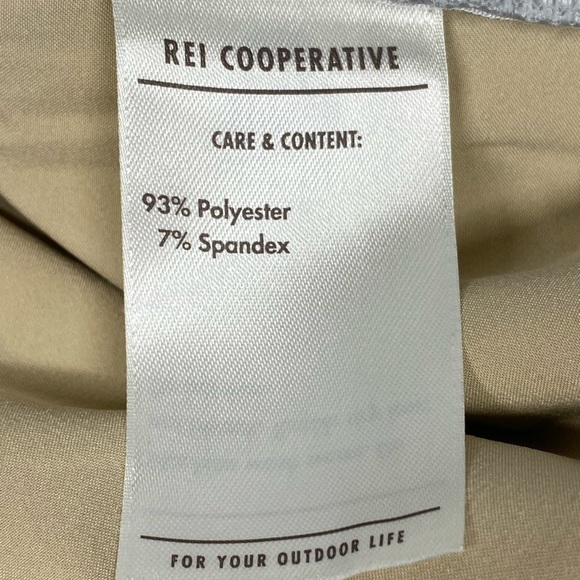 REI COOPERATIVE
CARE & CONTENT:
93% Polyester
7% Spandex
FOR YOUR OUTDOOR LIFE